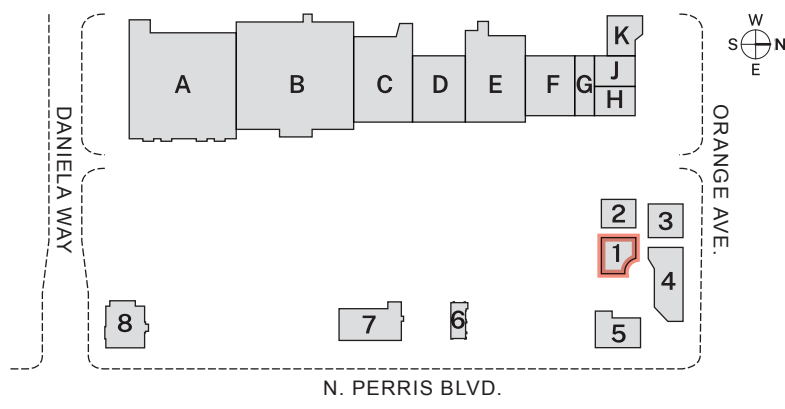 K
W
S N
E
A
B
C
D
E
F
G
J
H
DANIELA WAY
ORANGE AVE.
2
3
1
4
8
7
6
5
N. PERRIS BLVD.